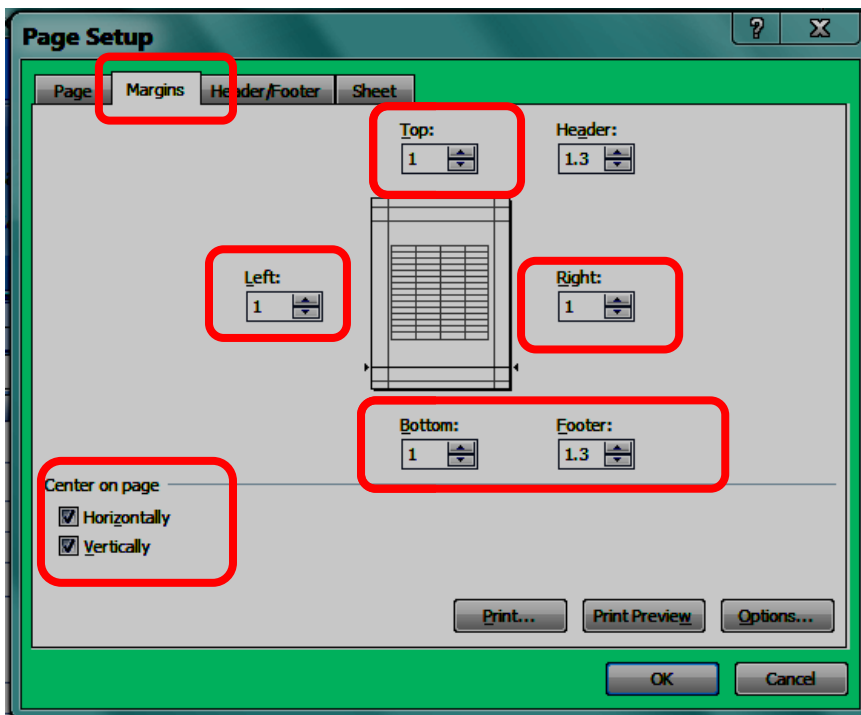 Page Setup
Page Margins Header/Footer Sheet
Top: Header:
1 1.3
Left: Right:
1 1
Bottom: Footer:
1 1.3
Center on page
Horizontally
Vertically
Print... Print Preview Options...
OK Cancel